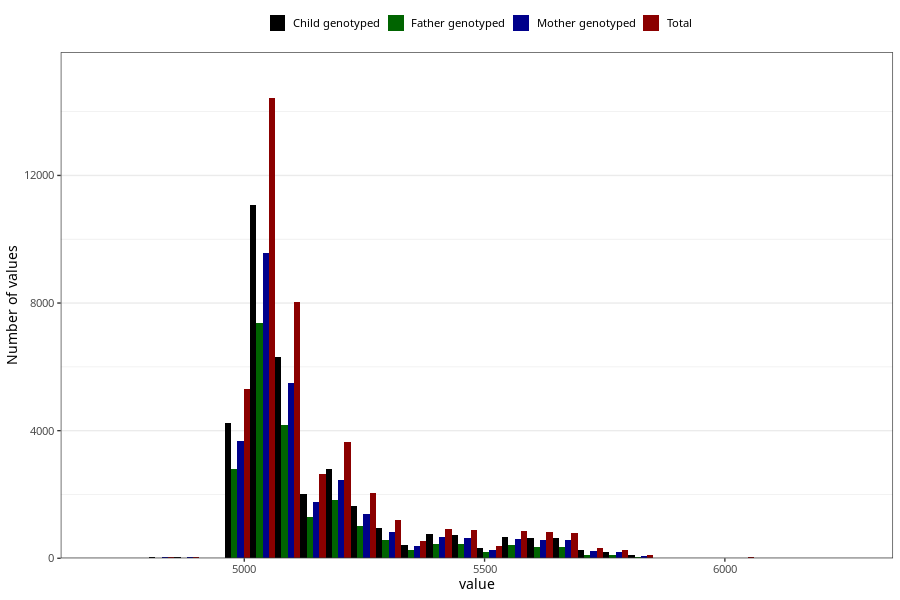 Child genotyped Father genotyped Mother genotyped Total
Number of values
12000
8000
4000
0
5000 5500 6000
value